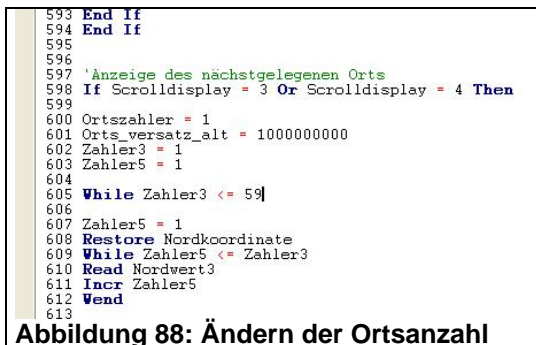 593 End If
594 End If
595
596
597 'Anzeige des nächstgelegenen Orts
598 If Scrolldisplay = 3 Or Scrolldisplay = 4 Then
599
600 Ortszahler = 1
601 Orts_versatz_alt = 1000000000
602 Zahler3 = 1
603 Zahler5 = 1
604
605 While Zahler3 <= 59
606
607 Zahler5 = 1
608 Restore Nordkoordinate
609 While Zahler5 <= Zahler3
610 Read Nordwert3
611 Incr Zahler5
612 Wend
613
Abbildung 88: Ändern der Ortsanzahl